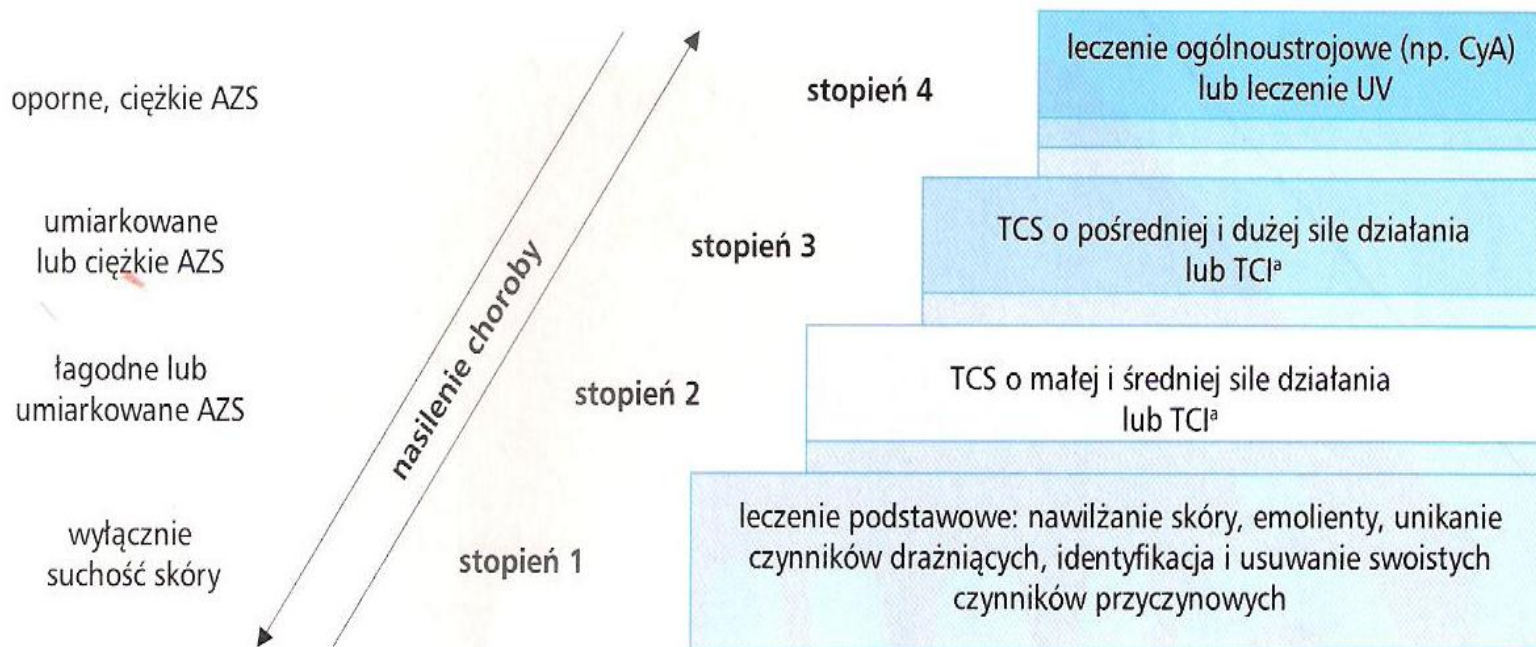 oporne, ciężkie AZS
stopień 4
leczenie ogólnoustrojowe (np. CyA)
lub leczenie UV
umiarkowane
lub ciężkie AZS
stopień 3
TCS o pośredniej i dużej sile działania
lub TCIᵃ
nasilenie choroby
łagodne lub
umiarkowane AZS
stopień 2
TCS o małej i średniej sile działania
lub TCIᵃ
wyłącznie
suchość skóry
stopień 1
leczenie podstawowe: nawilżanie skóry, emolienty, unikanie
czynników drażniących, identyfikacja i usuwanie swoistych
czynników przyczynowych